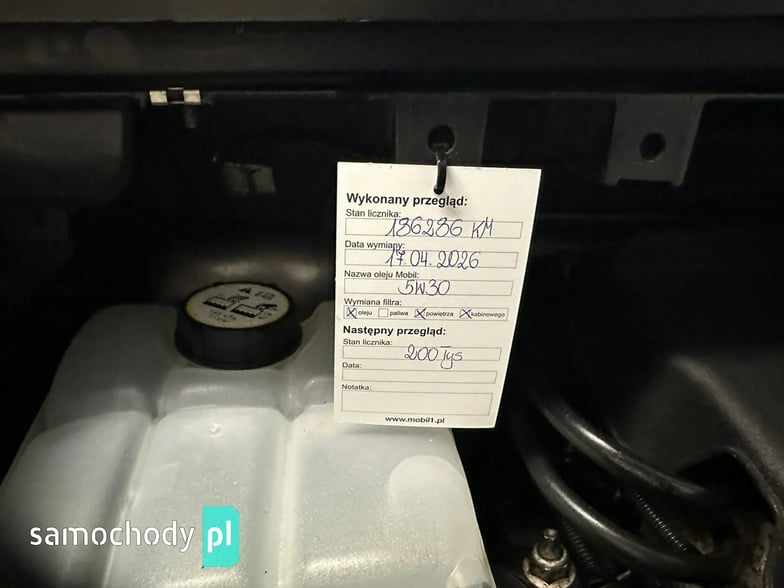 Wykonany przegląd:
Stan licznika:
186286 KM
Data wymiany:
17.04.2026
Nazwa oleju Mobil:
5W30
Wymiana filtra:
oleju paliwa powietrza kabinowego
Następny przegląd:
Stan licznika:
200 Tys
Data:
Notatka:
www.mobil1.pl
samochody pl